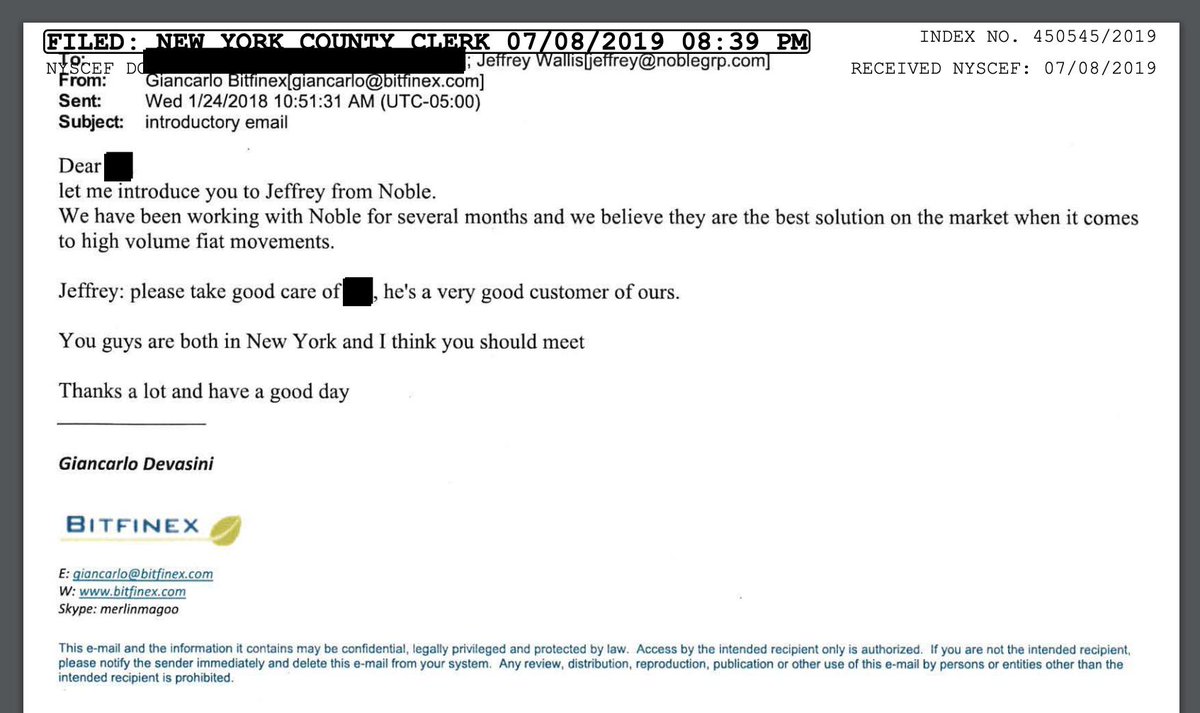 FILED: NEW YORK COUNTY CLERK 07/08/2019 08:39 PM
INDEX NO. 450545/2019
NYSCEF DO
RECEIVED NYSCEF: 07/08/2019
To: ; Jeffrey Wallis[jeffrey@noblegrp.com]
From: Giancarlo Bitfinex[giancarlo@bitfinex.com]
Sent: Wed 1/24/2018 10:51:31 AM (UTC-05:00)
Subject: introductory email
Dear
let me introduce you to Jeffrey from Noble.
We have been working with Noble for several months and we believe they are the best solution on the market when it comes
to high volume fiat movements.
Jeffrey: please take good care of , he's a very good customer of ours.
You guys are both in New York and I think you should meet
Thanks a lot and have a good day
Giancarlo Devasini
BITFINEX
E: giancarlo@bitfinex.com
W: www.bitfinex.com
Skype: merlinmagoo
This e-mail and the information it contains may be confidential, legally privileged and protected by law. Access by the intended recipient only is authorized. If you are not the intended recipient,
please notify the sender immediately and delete this e-mail from your system. Any review, distribution, reproduction, publication or other use of this e-mail by persons or entities other than the
intended recipient is prohibited.